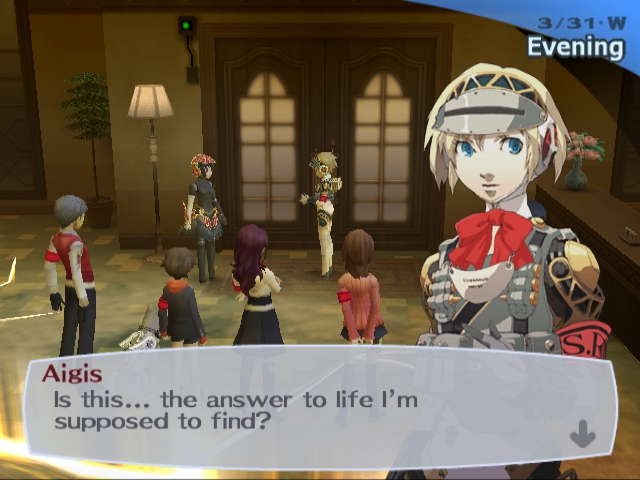 3/31·W
Evening
S.
Aigis
Is this... the answer to life I'm
supposed to find?